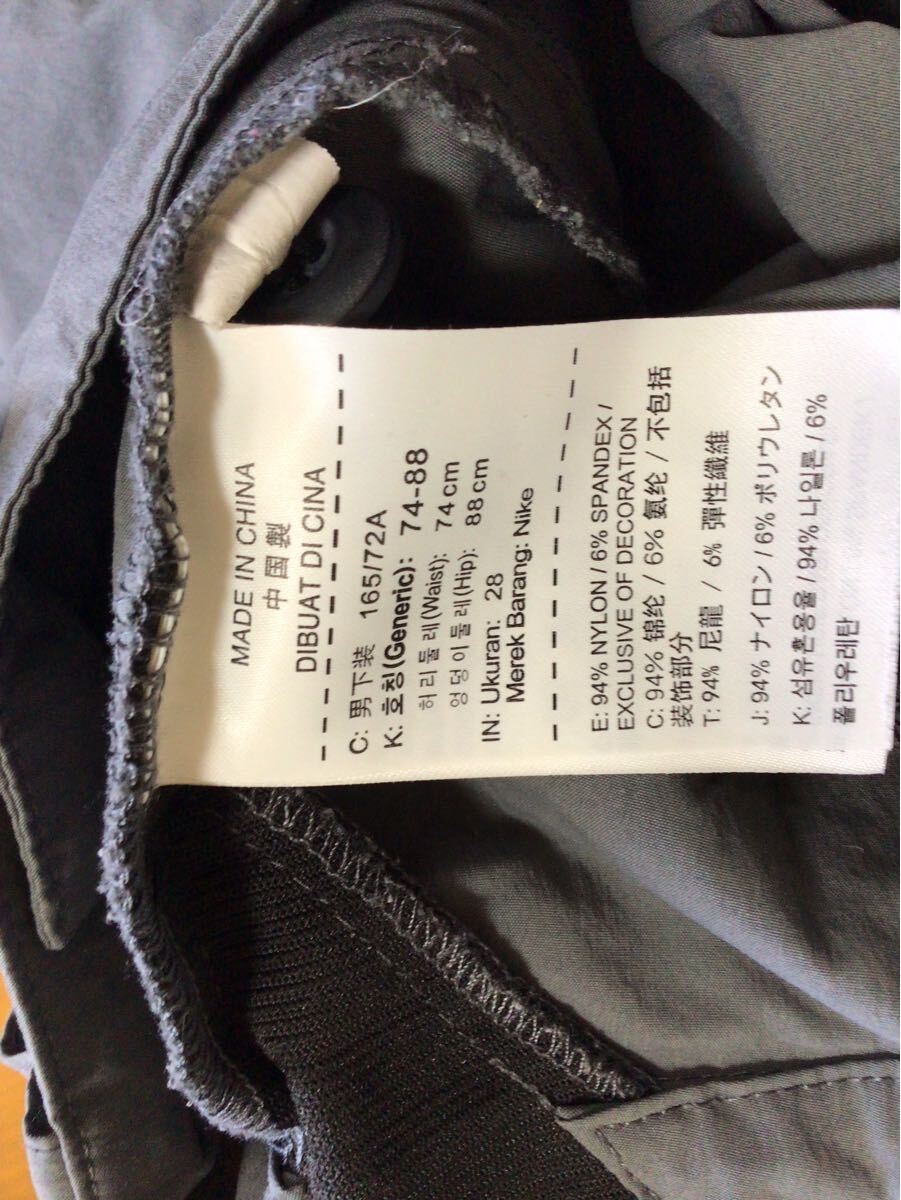 MADE IN CHINA
中国製
DIBUAT DI CINA
C: 男下装 165/72A
K: 호칭(Generic): 74-88
허리둘레(Waist): 74cm
엉덩이둘레(Hip): 88cm
IN: Ukuran: 28
Merek Barang: Nike
E: 94% NYLON / 6% SPANDEX /
EXCLUSIVE OF DECORATION
C: 94% 锦纶 / 6% 氨纶 / 不包括
装饰部分
T: 94% 尼龍 / 6% 彈性纖維
J: 94% ナイロン / 6% ポリウレタン
K: 섬유혼용율 / 94% 나일론 / 6%
폴리우레탄